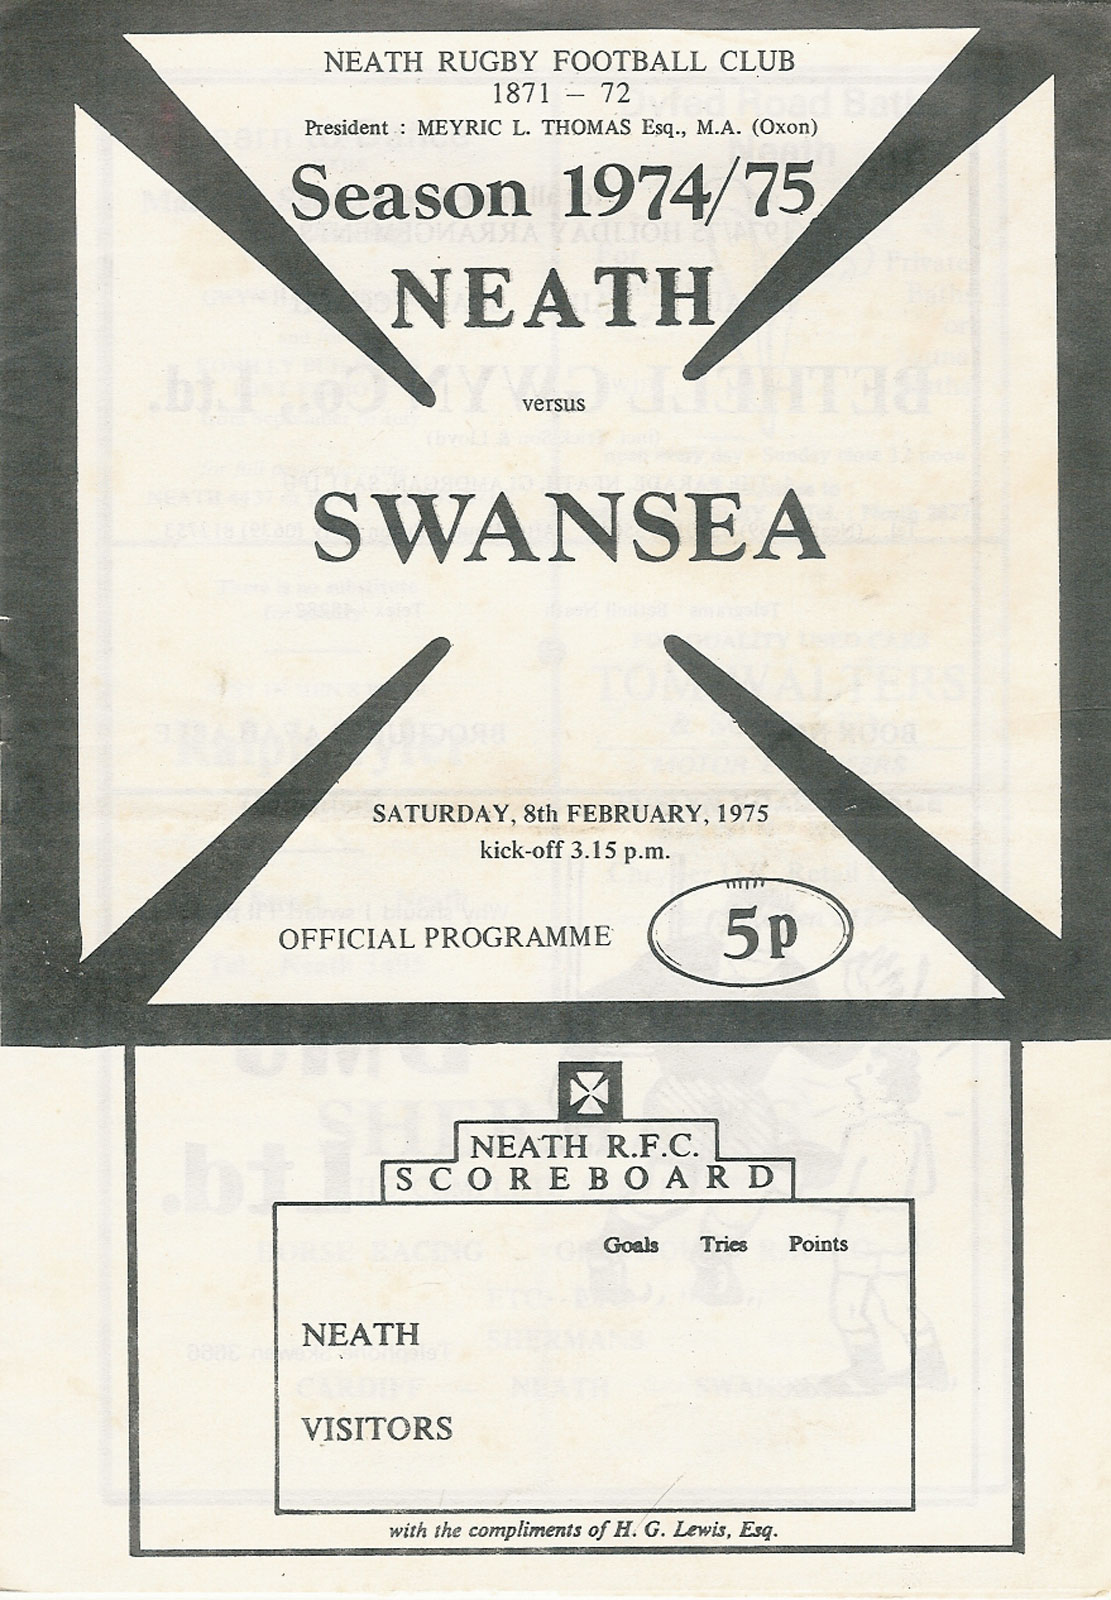 NEATH RUGBY FOOTBALL CLUB
1871 – 72
President : MEYRIC L. THOMAS Esq., M.A. (Oxon)
Season 1974/75
NEATH
versus
SWANSEA
SATURDAY, 8th FEBRUARY, 1975
kick-off 3.15 p.m.
OFFICIAL PROGRAMME 5p
NEATH R.F.C.
SCOREBOARD
Goals Tries Points
NEATH
VISITORS
with the compliments of H. G. Lewis, Esq.